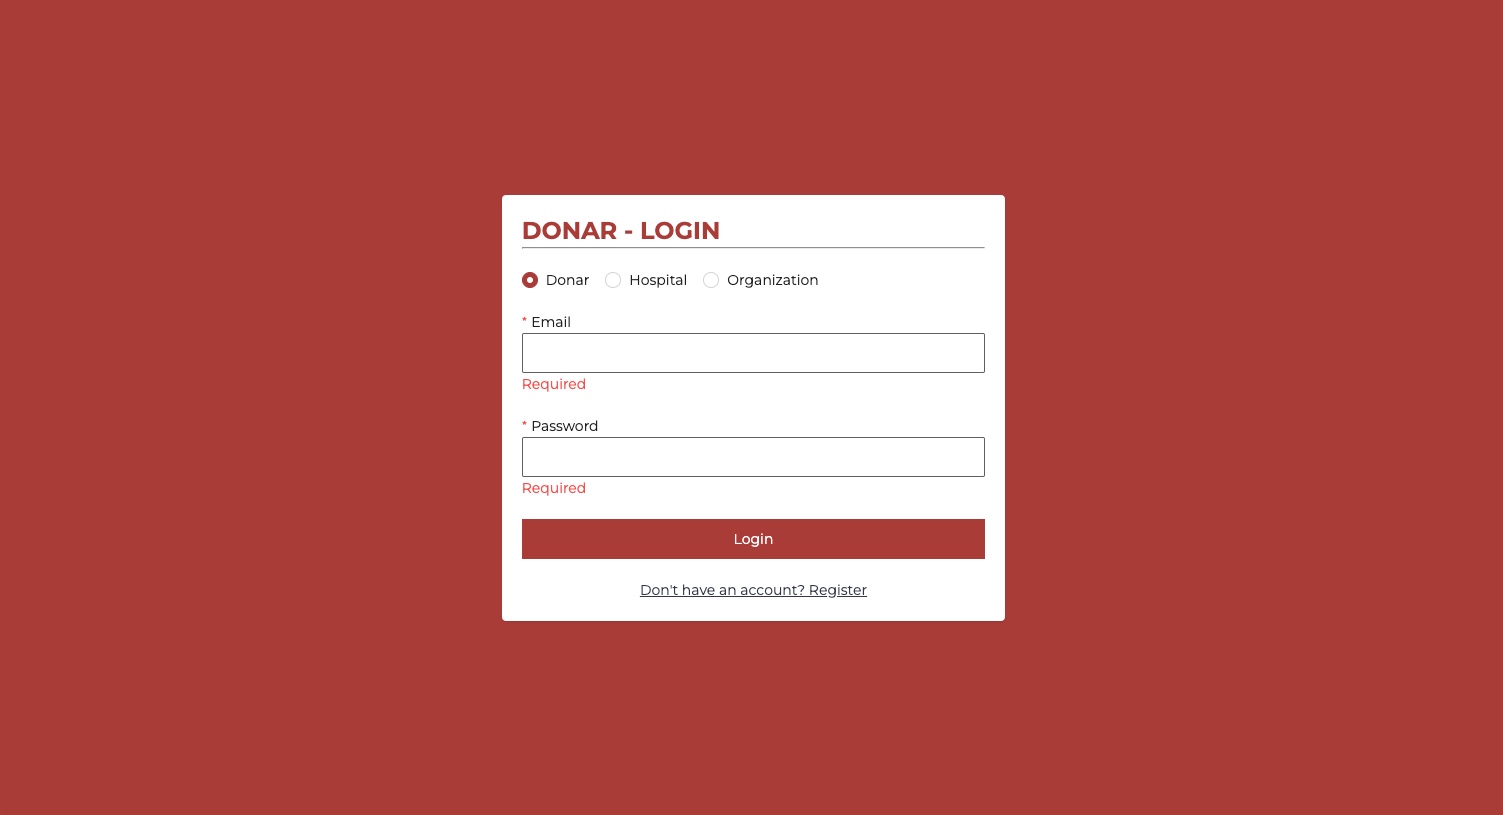 DONAR - LOGIN
Donar Hospital Organization
* Email
Required
* Password
Required
Login
Don't have an account? Register